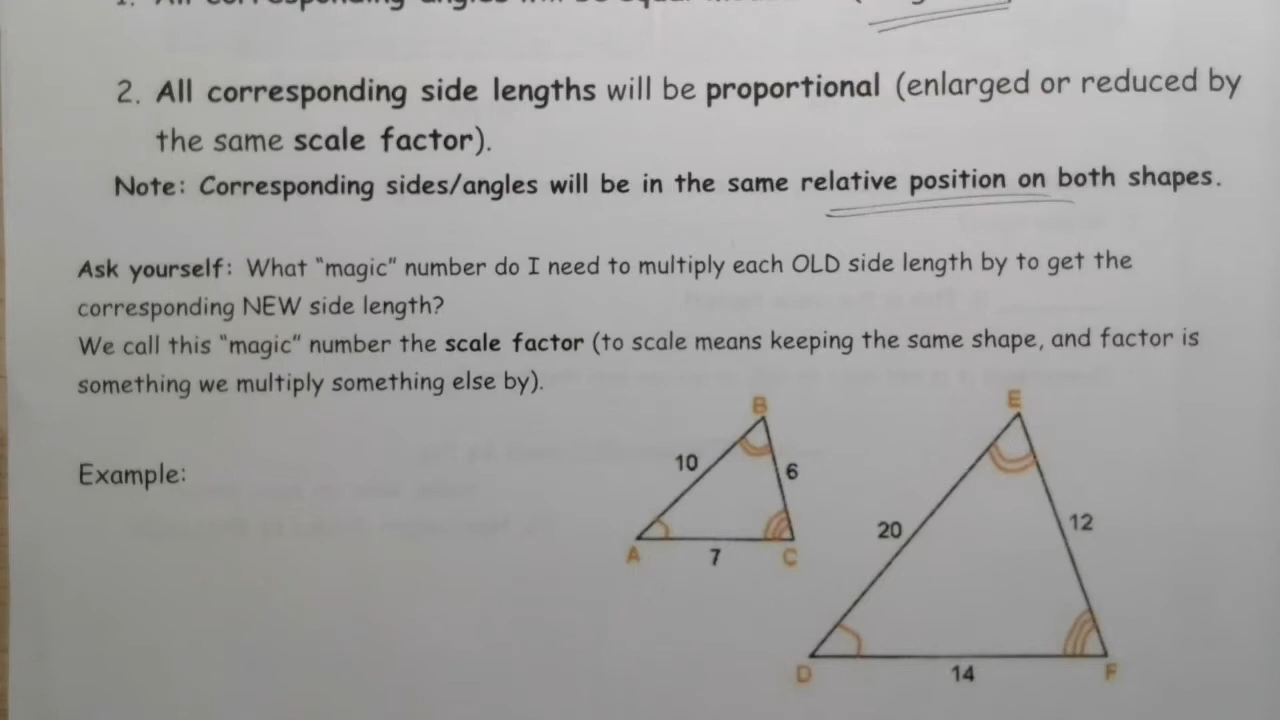 2. All corresponding side lengths will be proportional (enlarged or reduced by
the same scale factor).
Note: Corresponding sides/angles will be in the same relative position on both shapes.
Ask yourself: What "magic" number do I need to multiply each OLD side length by to get the
corresponding NEW side length?
We call this "magic" number the scale factor (to scale means keeping the same shape, and factor is
something we multiply something else by).
Example:
B
10
6
A
7
C
E
20
12
D
14
F